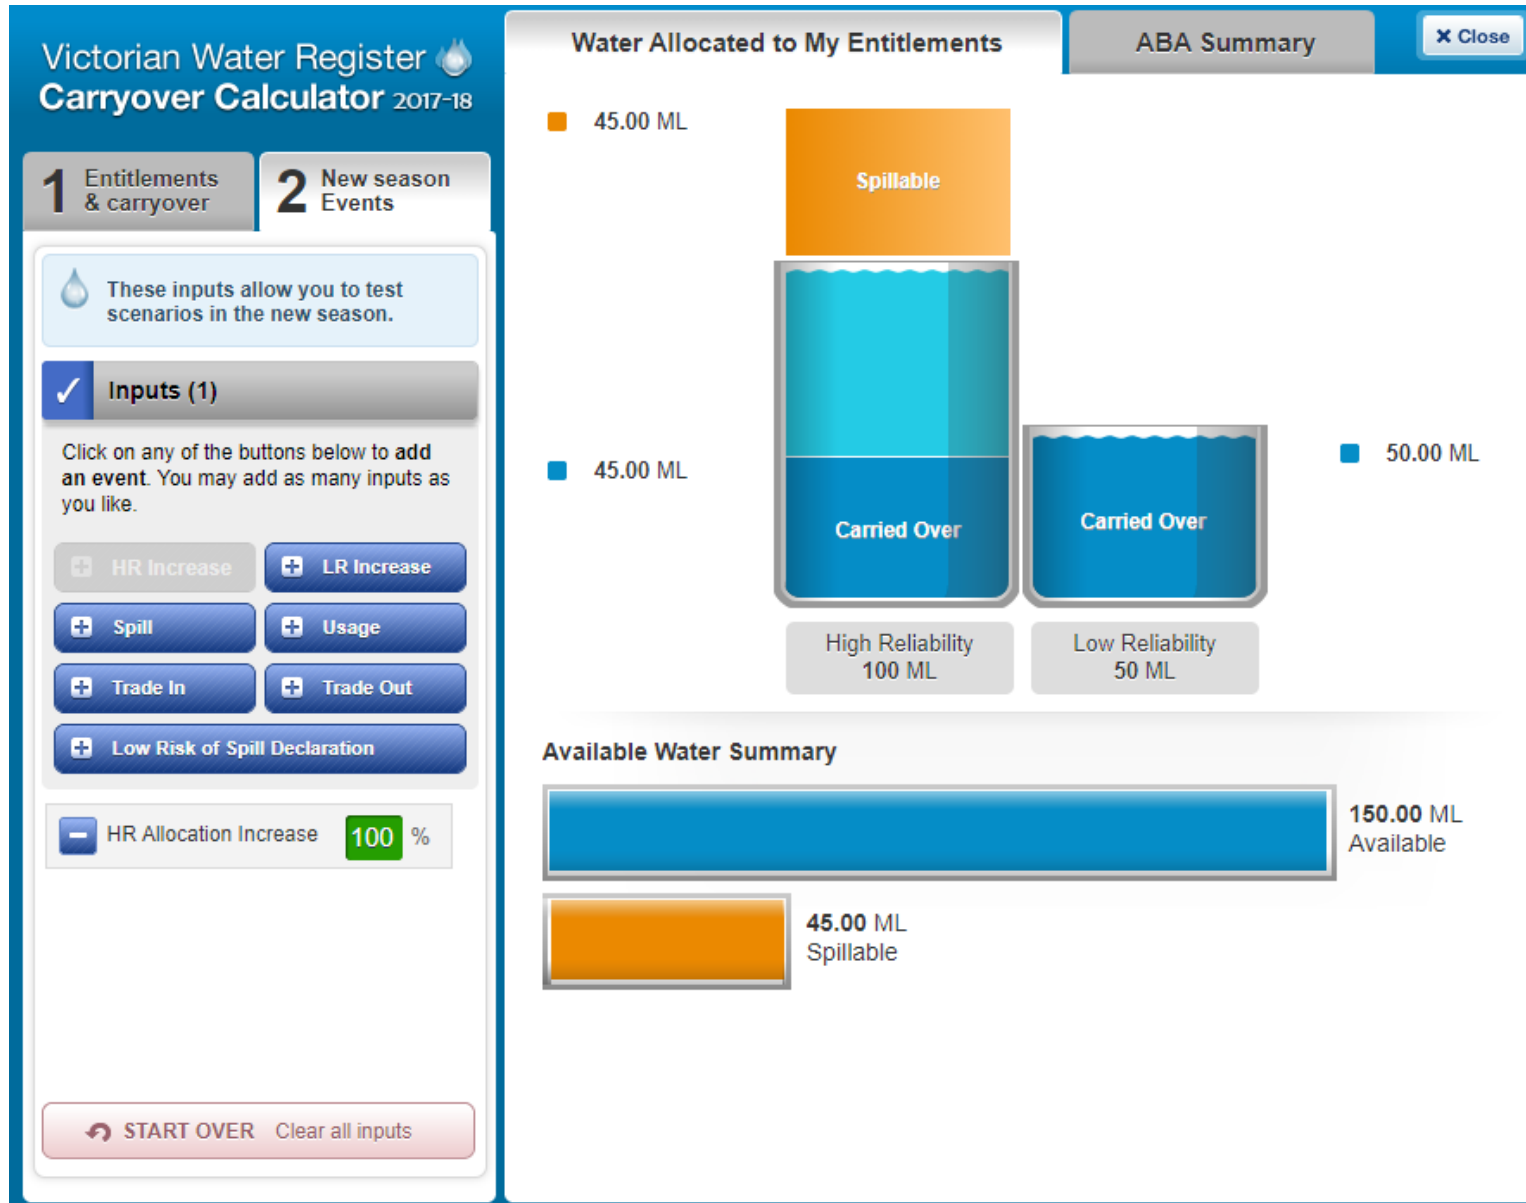 Victorian Water Register
Carryover Calculator 2017-18
1 Entitlements & carryover
2 New season Events
These inputs allow you to test
scenarios in the new season.
Inputs (1)
Click on any of the buttons below to add
an event. You may add as many inputs as
you like.
HR Increase
LR Increase
Spill
Usage
Trade In
Trade Out
Low Risk of Spill Declaration
HR Allocation Increase 100 %
START OVER Clear all inputs
Water Allocated to My Entitlements
ABA Summary
Close
45.00 ML
Spillable
45.00 ML
Carried Over
Carried Over
50.00 ML
High Reliability
100 ML
Low Reliability
50 ML
Available Water Summary
150.00 ML
Available
45.00 ML
Spillable